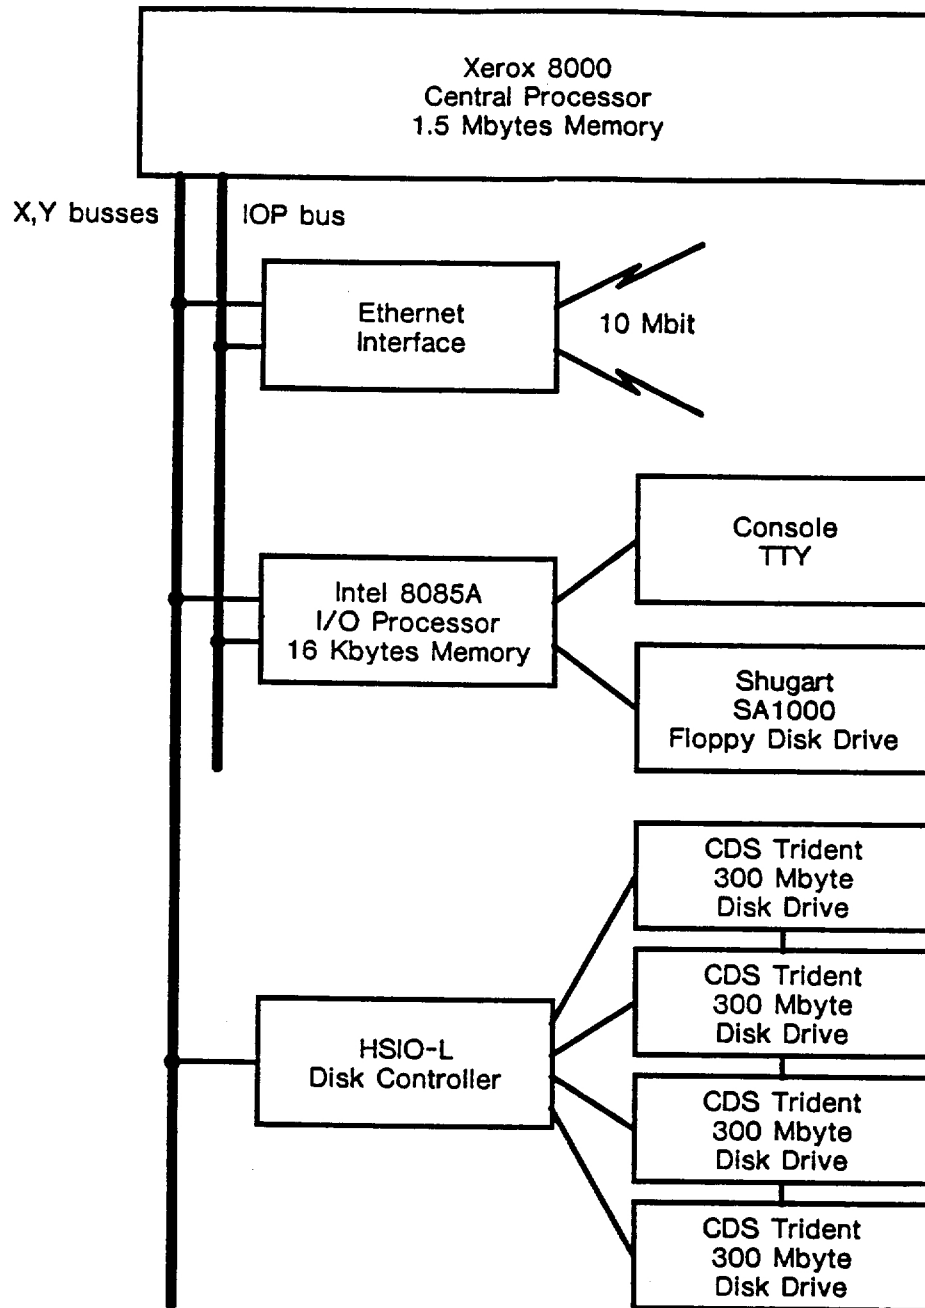 Xerox 8000
Central Processor
1.5 Mbytes Memory
X,Y busses
IOP bus
Ethernet
Interface
10 Mbit
Console
TTY
Intel 8085A
I/O Processor
16 Kbytes Memory
Shugart
SA1000
Floppy Disk Drive
CDS Trident
300 Mbyte
Disk Drive
CDS Trident
300 Mbyte
Disk Drive
HSIO-L
Disk Controller
CDS Trident
300 Mbyte
Disk Drive
CDS Trident
300 Mbyte
Disk Drive